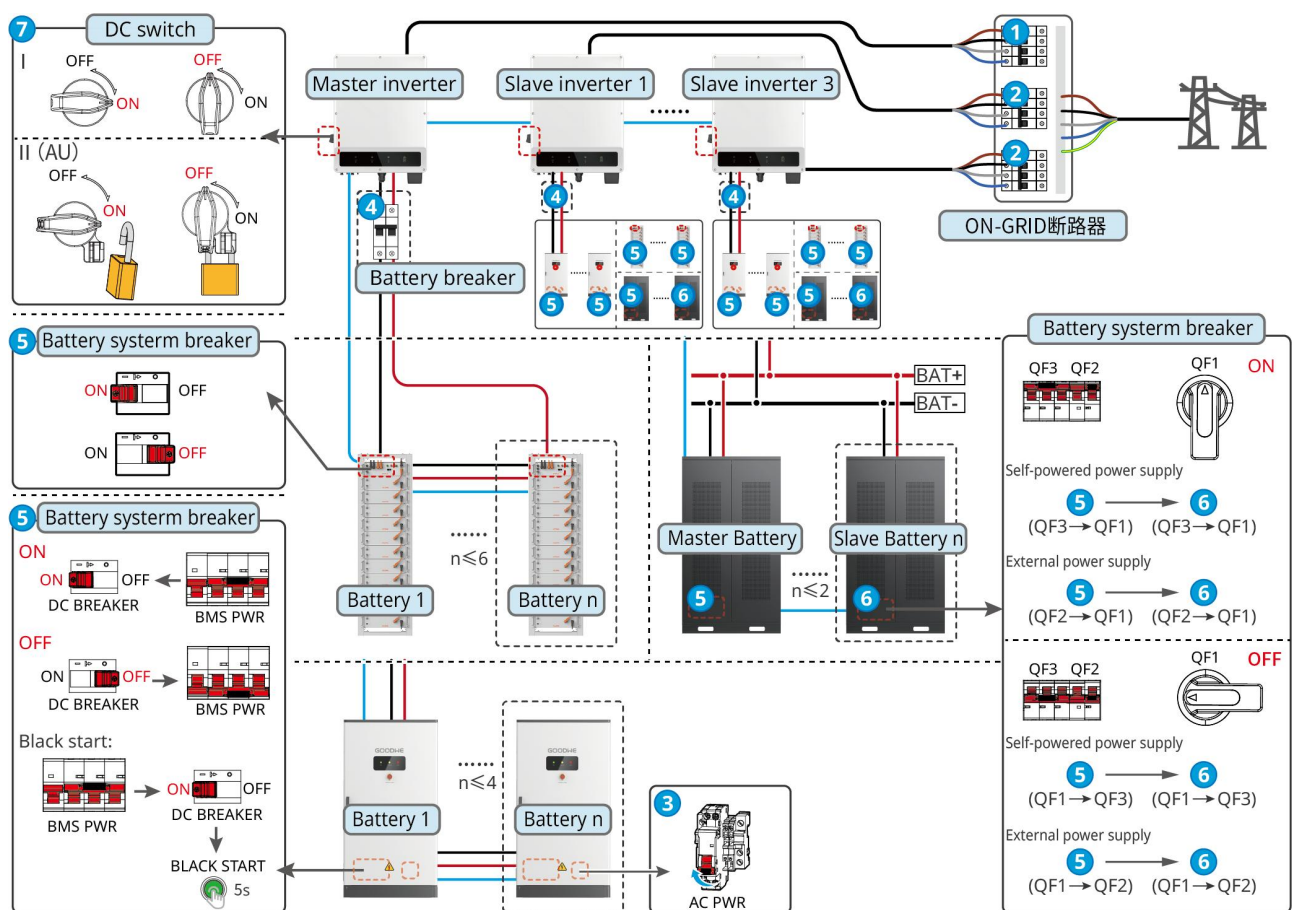 7 DC switch
I
OFF
ON
OFF
ON
II (AU)
OFF
ON
OFF
ON
Master inverter
Slave inverter 1
......
Slave inverter 3
1
2
2
ON-GRID断路器
4
Battery breaker
4
5
......
5
5
......
5
5
......
6
4
5
......
5
5
......
5
5
......
6
5 Battery systerm breaker
ON
OFF
ON
OFF
Battery 1
......
n≤6
Battery n
BAT+
BAT-
Master Battery
5
......
n≤2
Slave Battery n
6
Battery systerm breaker
QF3 QF2
QF1
ON
Self-powered power supply
5 → 6
(QF3→QF1) (QF3→QF1)
External power supply
5 → 6
(QF2→QF1) (QF2→QF1)
QF3 QF2
QF1
OFF
Self-powered power supply
5 → 6
(QF1→QF3) (QF1→QF3)
External power supply
5 → 6
(QF1→QF2) (QF1→QF2)
5 Battery systerm breaker
ON
ON OFF
DC BREAKER
BMS PWR
OFF
ON OFF
DC BREAKER
BMS PWR
Black start:
BMS PWR
ON OFF
DC BREAKER
BLACK START
5s
GOODWE
Battery 1
......
n≤4
GOODWE
Battery n
3
AC PWR